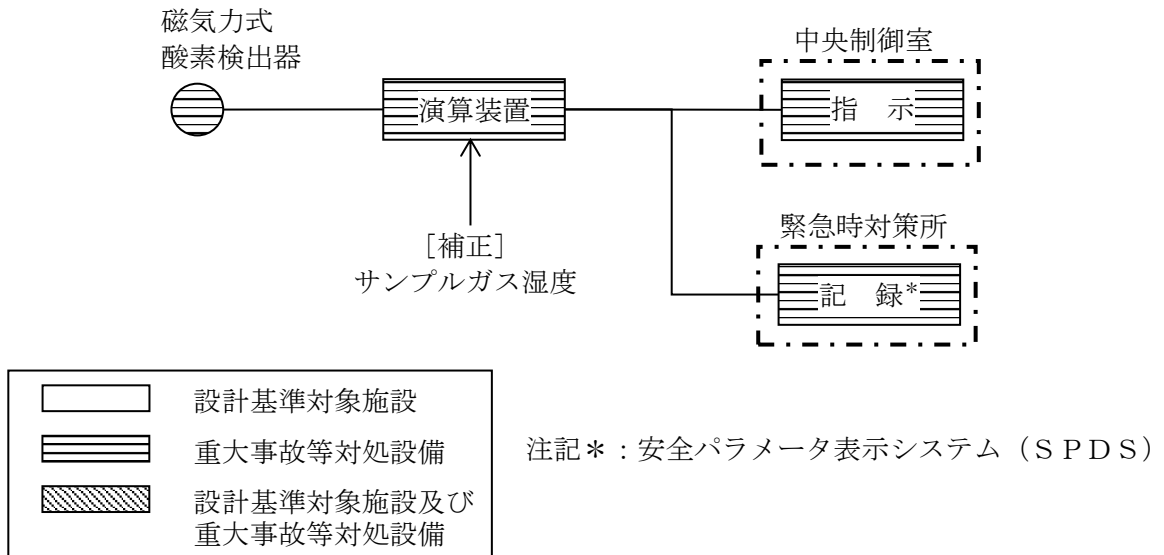 磁気力式
酸素検出器
中央制御室
演算装置
指　示
[補正]
サンプルガス湿度
緊急時対策所
記　録*
設計基準対象施設
重大事故等対処設備
設計基準対象施設及び
重大事故等対処設備
注記＊：安全パラメータ表示システム（ＳＰＤＳ）